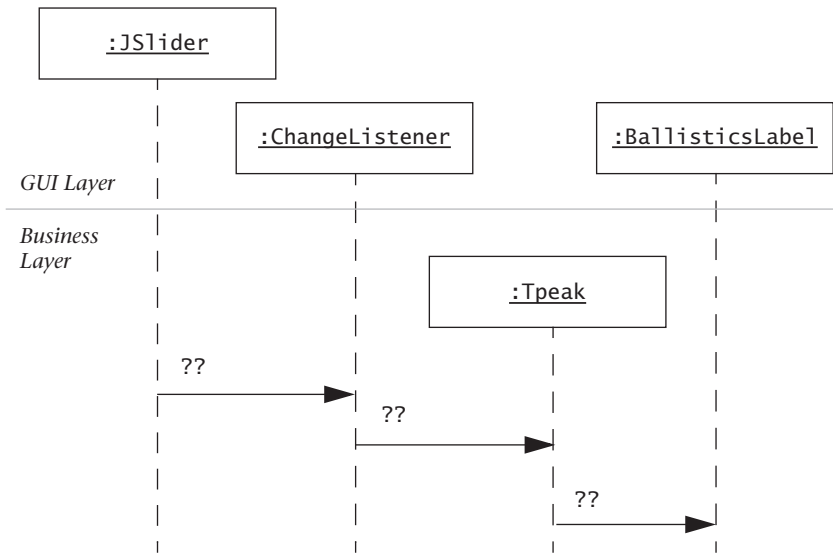 :JSlider
:ChangeListener
:BallisticsLabel
GUI Layer
Business
Layer
:Tpeak
??
??
??